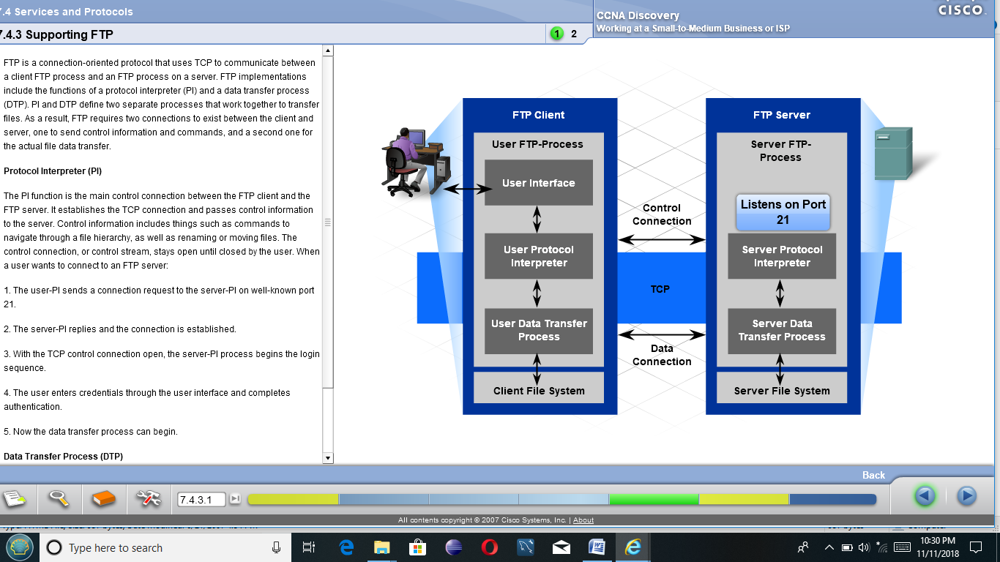 7.4 Services and Protocols
CCNA Discovery
Working at a Small-to-Medium Business or ISP
CISCO
7.4.3 Supporting FTP
1 2
FTP is a connection-oriented protocol that uses TCP to communicate between
a client FTP process and an FTP process on a server. FTP implementations
include the functions of a protocol interpreter (PI) and a data transfer process
(DTP). PI and DTP define two separate processes that work together to transfer
files. As a result, FTP requires two connections to exist between the client and
server, one to send control information and commands, and a second one for
the actual file data transfer.
Protocol Interpreter (PI)
The PI function is the main control connection between the FTP client and the
FTP server. It establishes the TCP connection and passes control information
to the server. Control information includes things such as commands to
navigate through a file hierarchy, as well as renaming or moving files. The
control connection, or control stream, stays open until closed by the user. When
a user wants to connect to an FTP server:
1. The user-PI sends a connection request to the server-PI on well-known port
21.
2. The server-PI replies and the connection is established.
3. With the TCP control connection open, the server-PI process begins the login
sequence.
4. The user enters credentials through the user interface and completes
authentication.
5. Now the data transfer process can begin.
Data Transfer Process (DTP)
FTP Client
User FTP-Process
User Interface
User Protocol
Interpreter
User Data Transfer
Process
Client File System
Control
Connection
TCP
Data
Connection
FTP Server
Server FTP-
Process
Listens on Port
21
Server Protocol
Interpreter
Server Data
Transfer Process
Server File System
Back
7.4.3.1
All contents copyright © 2007 Cisco Systems, Inc. | About
Type here to search
10:30 PM
11/11/2018